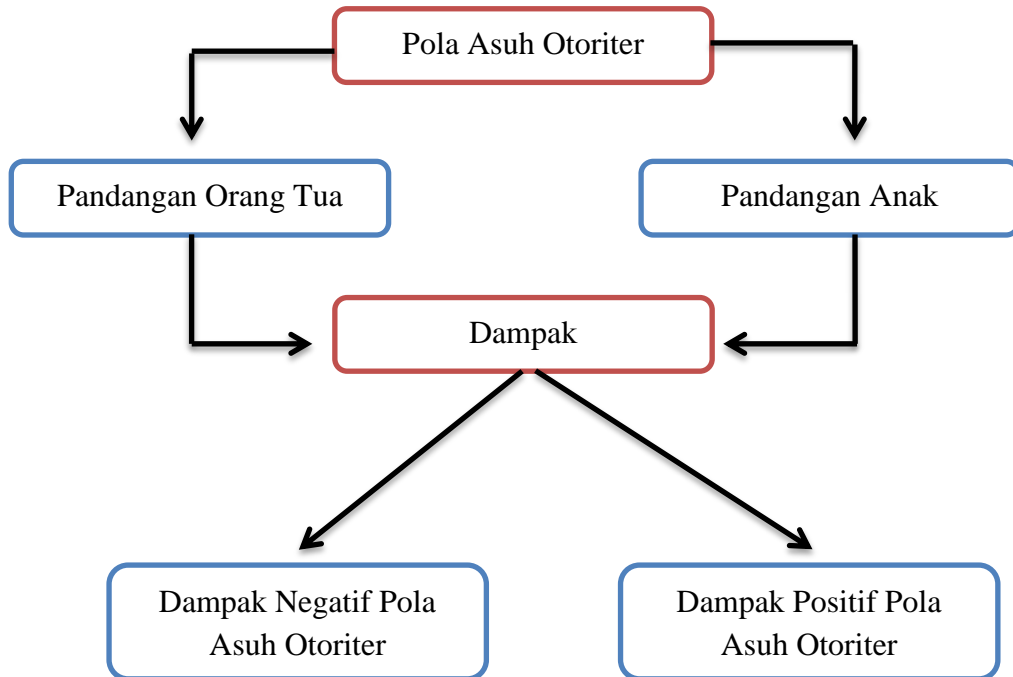 Pola Asuh Otoriter
Pandangan Orang Tua
Pandangan Anak
Dampak
Dampak Negatif Pola
Asuh Otoriter
Dampak Positif Pola
Asuh Otoriter